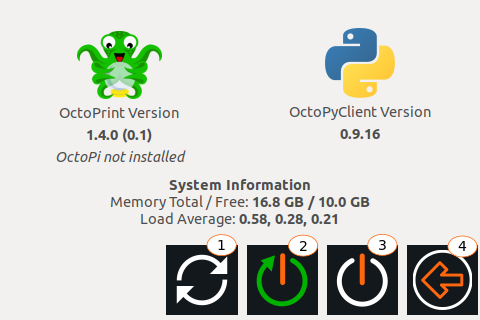 OctoPrint Version
1.4.0 (0.1)
OctoPi not installed
OctoPyClient Version
0.9.16
System Information
Memory Total / Free: 16.8 GB / 10.0 GB
Load Average: 0.58, 0.28, 0.21
1
2
3
4